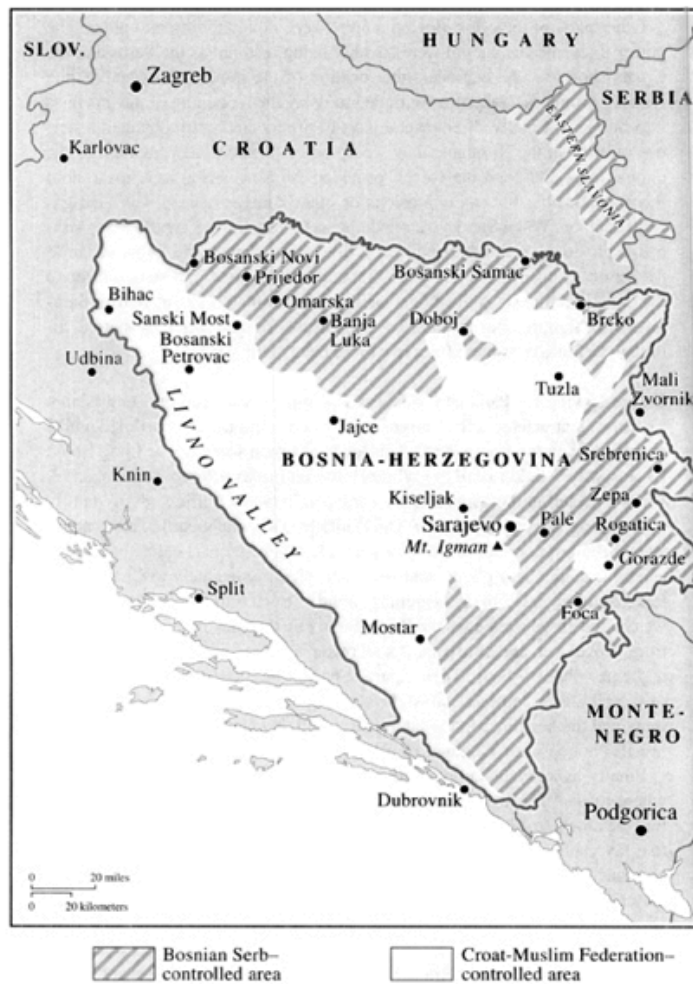 HUNGARY
SLOV.
Zagreb
SERBIA
EASTERN SLAVONIA
CROATIA
Karlovac
Bosanski Novi
Bosanski Samac
Prijedor
Bihac
Omarska
Sanski Most
Banja
Luka
Doboj
Brcko
Bosanski
Petrovac
Udbina
Tuzla
Mali
Zvornik
LIVNO VALLEY
Jajce
BOSNIA-HERZEGOVINA
Srebrenica
Knin
Kiseljak
Zepa
Sarajevo
Pale
Rogatica
Mt. Igman
Gorazde
Split
Foca
Mostar
MONTE-
NEGRO
Dubrovnik
Podgorica
0 20 miles
0 20 kilometers
Bosnian Serb–
controlled area
Croat-Muslim Federation–
controlled area